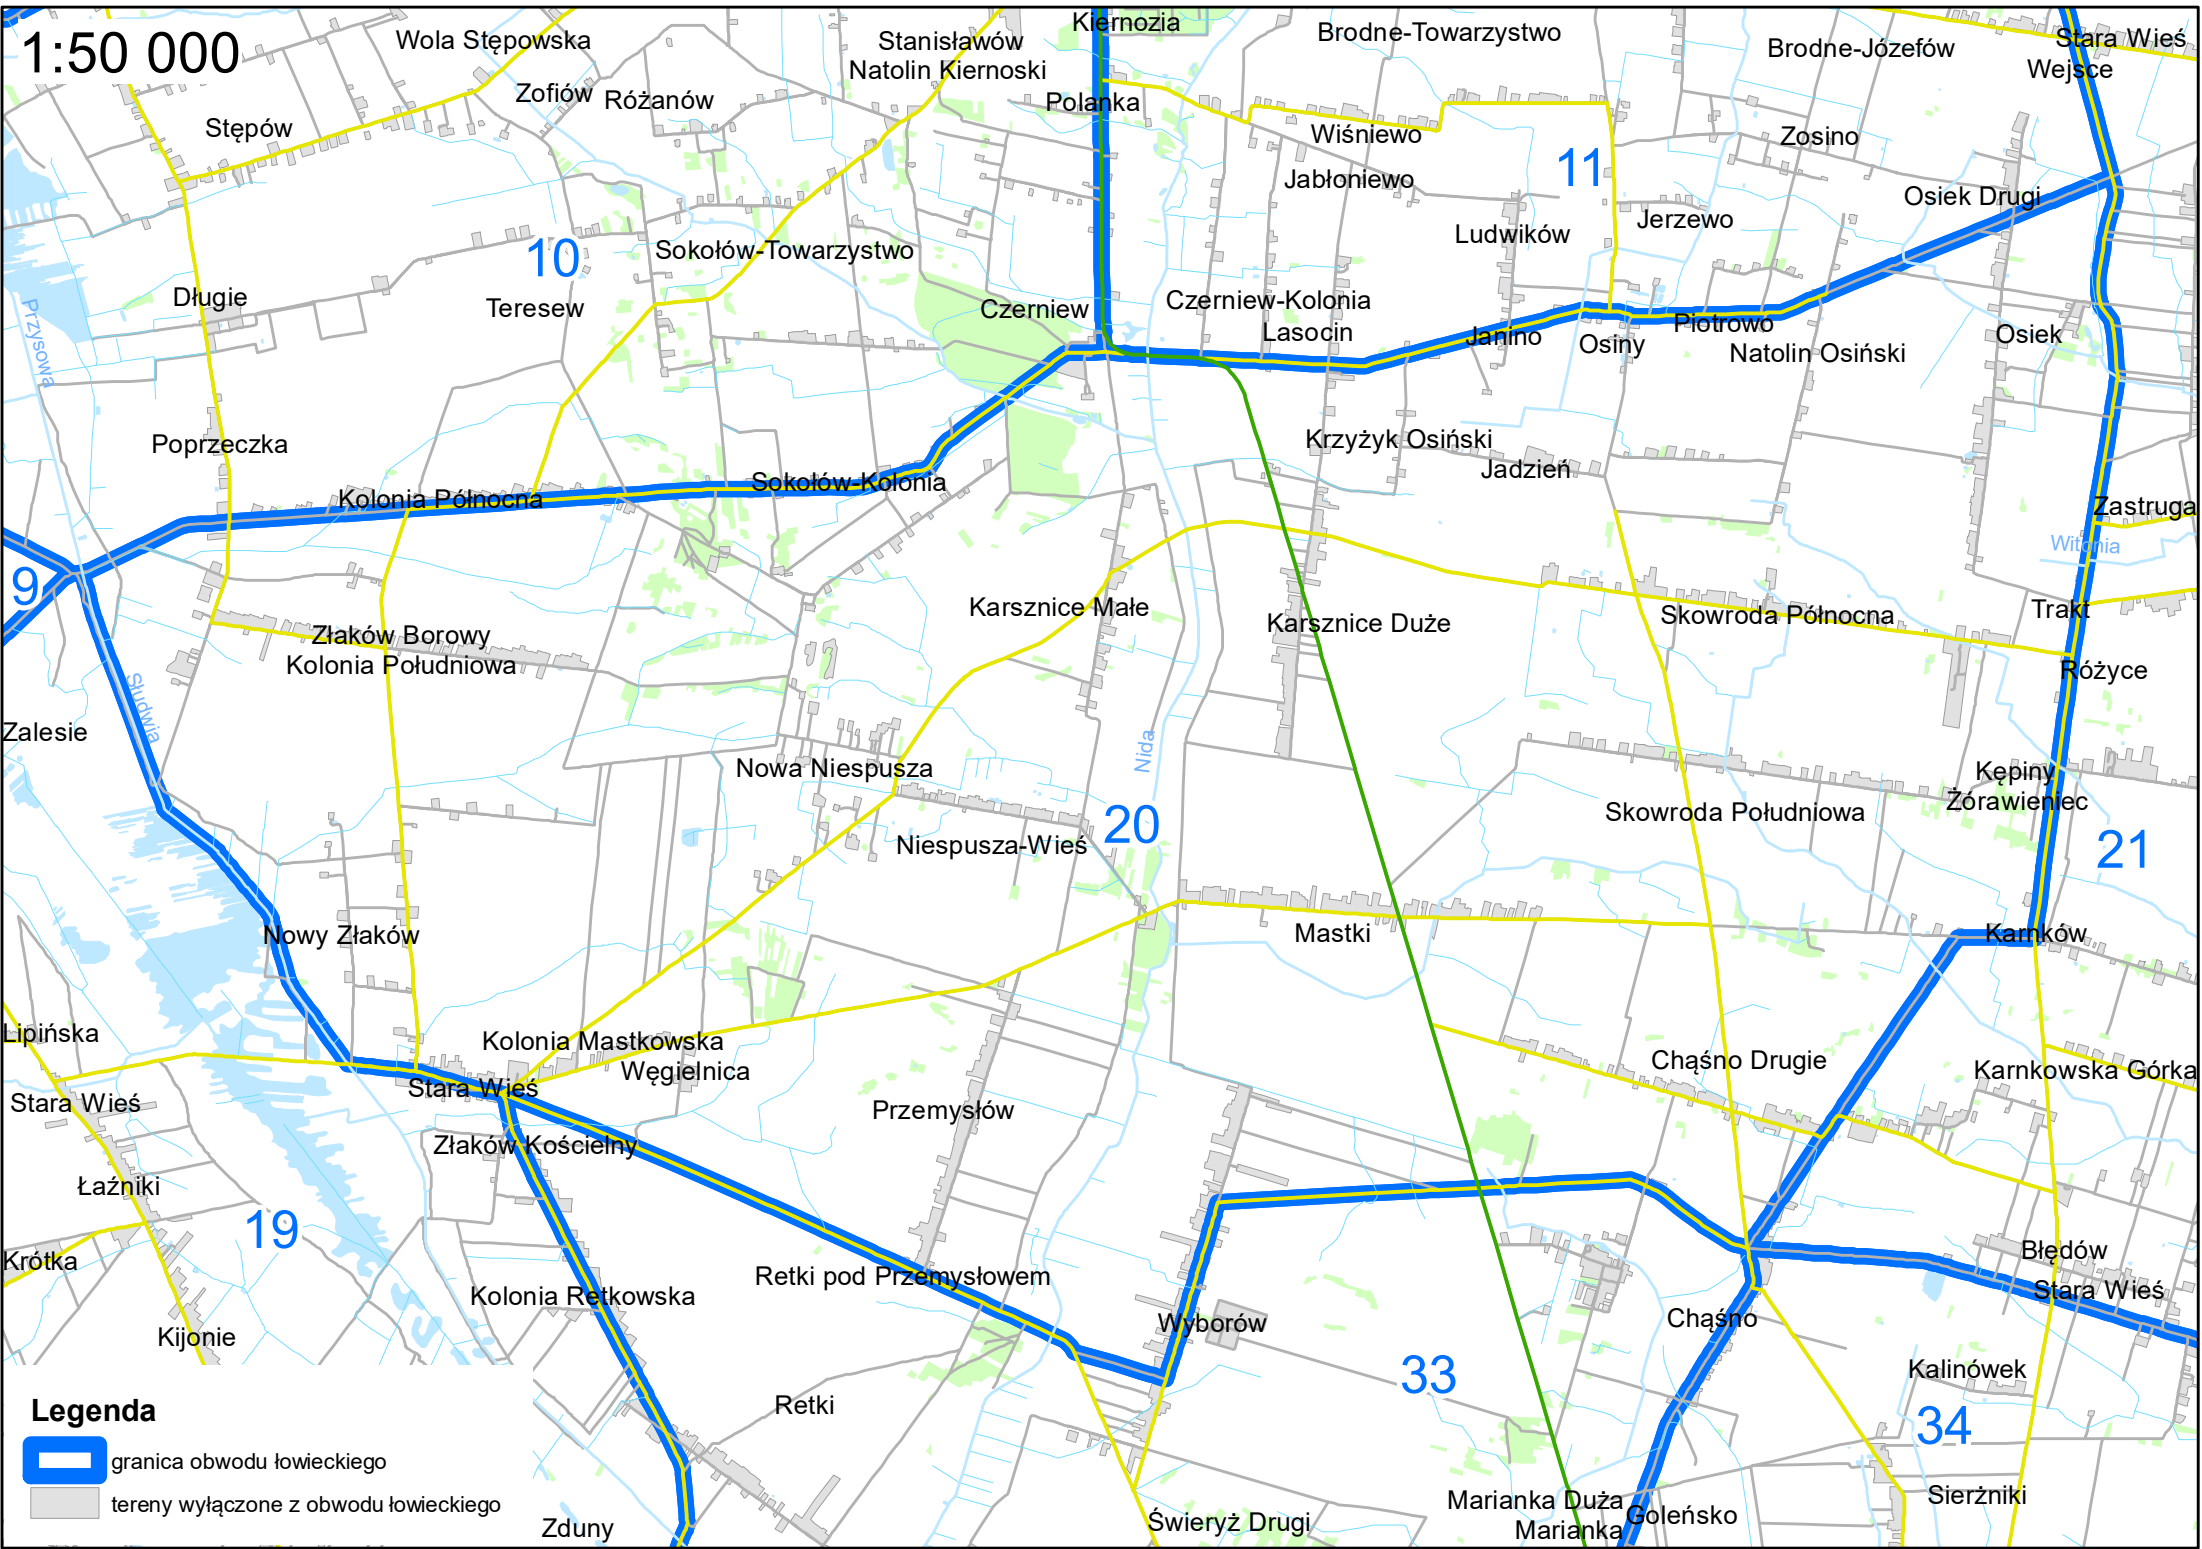 1:50 000
Wola Stępowska
Zofiów
Różanów
Stępów
Stanisławów
Natolin Kiernoski
Kiernozia
Polanka
Brodne-Towarzystwo
Brodne-Józefów
Stara Wieś
Wejsce
Wiśniewo
Zosino
11
Jabłoniewo
Osiek Drugi
Jerzewo
Ludwików
10
Sokołów-Towarzystwo
Długie
Teresew
Czerniew
Czerniew-Kolonia
Lasocin
Janino
Osiny
Piotrowo
Natolin Osiński
Osiek
Przysowa
Poprzeczka
Krzyżyk Osiński
Jadzień
Sokołów-Kolonia
Kolonia Północna
Zastruga
Witonia
9
Karsznice Małe
Karsznice Duże
Skowroda Północna
Trakt
Złaków Borowy
Kolonia Południowa
Różyce
Słudwia
Zalesie
Nida
Nowa Niespusza
Kępiny
Żórawieniec
Skowroda Południowa
20
Niespusza-Wieś
21
Nowy Złaków
Mastki
Karnków
Lipińska
Kolonia Mastkowska
Węgielnica
Chąśno Drugie
Karnkowska Górka
Stara Wieś
Stara Wieś
Przemysłów
Złaków Kościelny
Łaźniki
19
Krótka
Błędów
Stara Wieś
Retki pod Przemysłowem
Kolonia Retkowska
Wyborów
Chąśno
Kijonie
33
Kalinówek
Retki
34
Legenda
granica obwodu łowieckiego
tereny wyłączone z obwodu łowieckiego
Zduny
Świeryż Drugi
Marianka Duża
Marianka
Goleńsko
Sierżniki